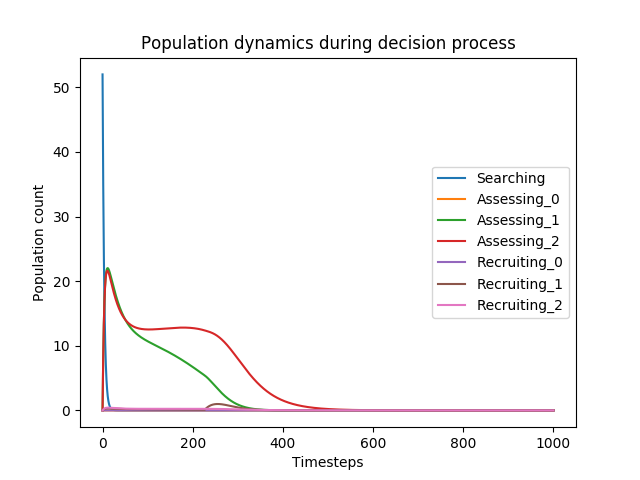 Population dynamics during decision process
Population count
50
40
30
20
10
0
0 200 400 600 800 1000
Timesteps
Searching
Assessing_0
Assessing_1
Assessing_2
Recruiting_0
Recruiting_1
Recruiting_2